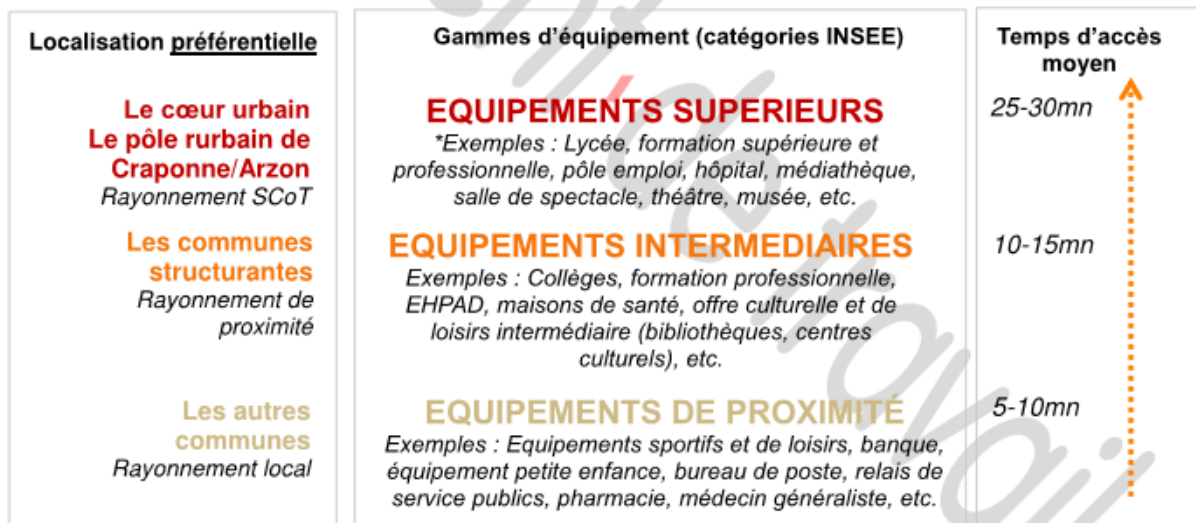 Localisation préférentielle
Le cœur urbain
Le pôle rurbain de
Craponne/Arzon
Rayonnement SCoT
Les communes
structurantes
Rayonnement de
proximité
Les autres
communes
Rayonnement local
Gammes d'équipement (catégories INSEE)
EQUIPEMENTS SUPERIEURS
*Exemples : Lycée, formation supérieure et
professionnelle, pôle emploi, hôpital, médiathèque,
salle de spectacle, théâtre, musée, etc.
EQUIPEMENTS INTERMEDIAIRES
Exemples : Collèges, formation professionnelle,
EHPAD, maisons de santé, offre culturelle et de
loisirs intermédiaire (bibliothèques, centres
culturels), etc.
EQUIPEMENTS DE PROXIMITÉ
Exemples : Equipements sportifs et de loisirs, banque,
équipement petite enfance, bureau de poste, relais de
service publics, pharmacie, médecin généraliste, etc.
Temps d'accès
moyen
25-30mn
10-15mn
5-10mn
de travail